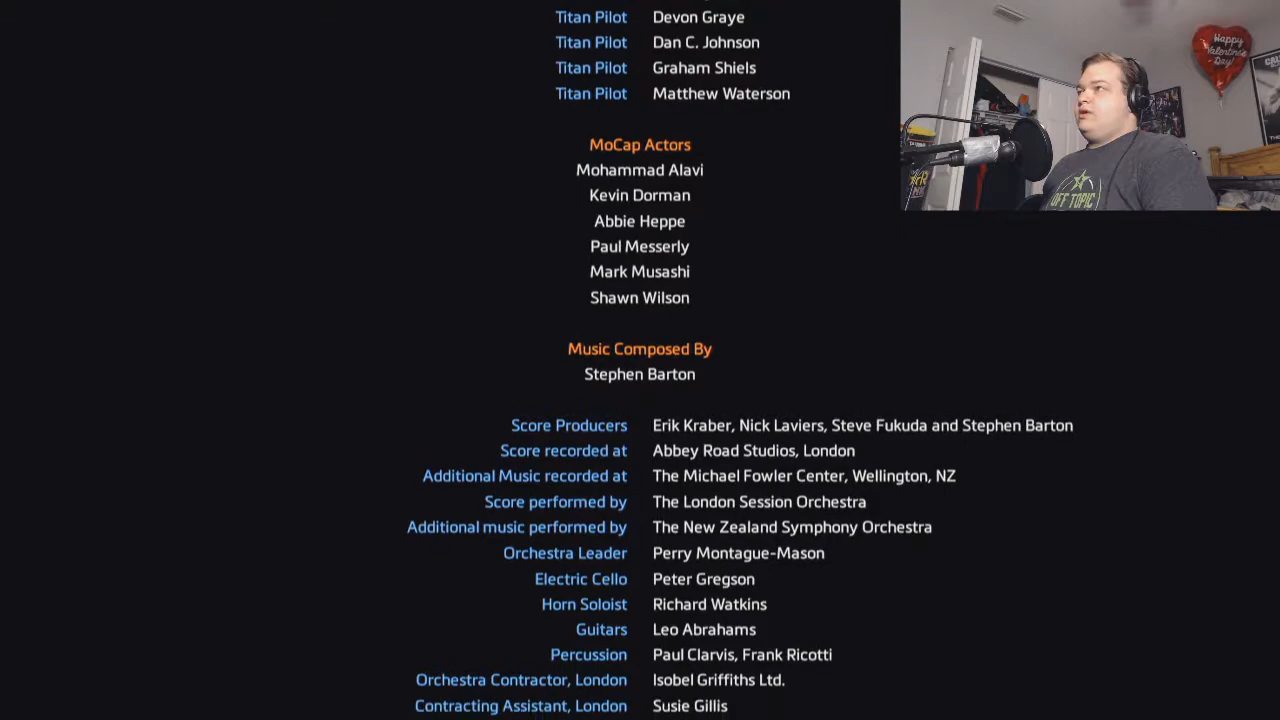 Titan Pilot Devon Graye
Titan Pilot Dan C. Johnson
Titan Pilot Graham Shiels
Titan Pilot Matthew Waterson
MoCap Actors
Mohammad Alavi
Kevin Dorman
Abbie Heppe
Paul Messerly
Mark Musashi
Shawn Wilson
Music Composed By
Stephen Barton
Score Producers Erik Kraber, Nick Laviers, Steve Fukuda and Stephen Barton
Score recorded at Abbey Road Studios, London
Additional Music recorded at The Michael Fowler Center, Wellington, NZ
Score performed by The London Session Orchestra
Additional music performed by The New Zealand Symphony Orchestra
Orchestra Leader Perry Montague-Mason
Electric Cello Peter Gregson
Horn Soloist Richard Watkins
Guitars Leo Abrahams
Percussion Paul Clarvis, Frank Ricotti
Orchestra Contractor, London Isobel Griffiths Ltd.
Contracting Assistant, London Susie Gillis
Happy
Valentine's
Day!
OFF TOPIC